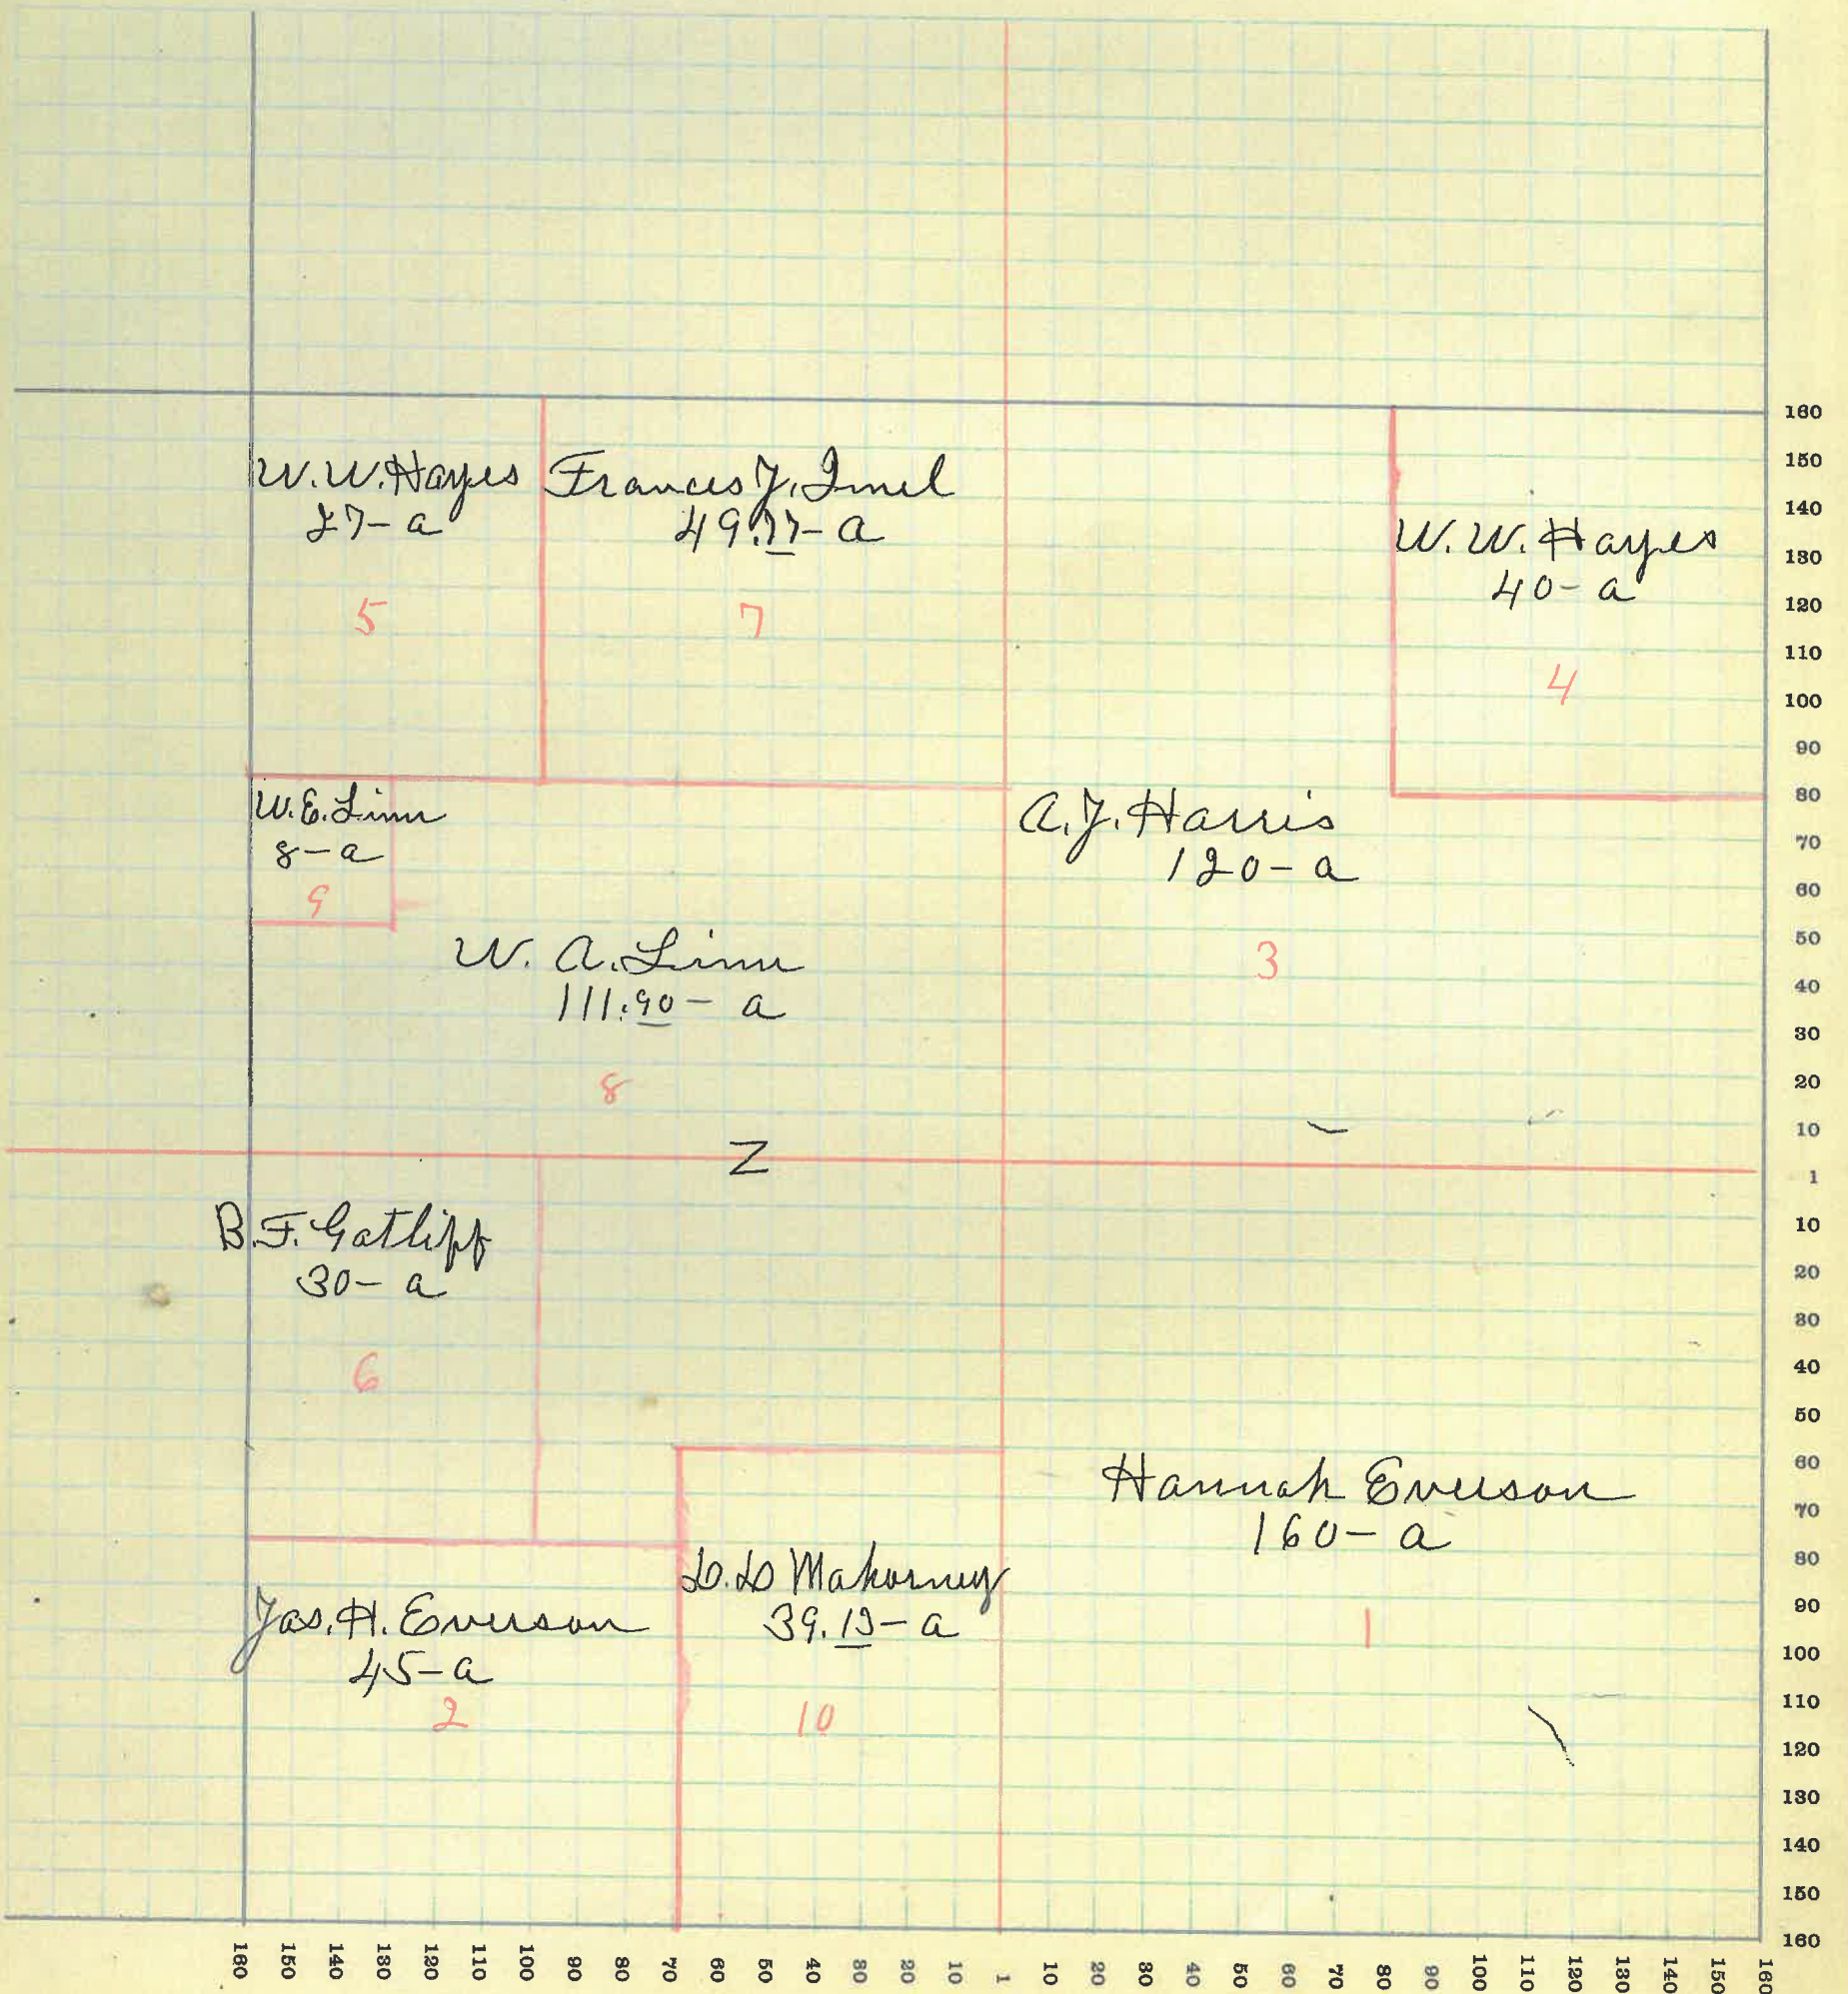 W. W. Hayes
27-a
5
Frances J. Imel
49.77-a
7
W. W. Hayes
40-a
4
W. E. Linn
8-a
9
A. J. Harris
120-a
3
W. A. Linn
111.90-a
8
Z
B. F. Gatliff
30-a
6
Hannah Everson
160-a
1
Jas. H. Everson
45-a
2
Mahorney
39.13-a
10
160
150
140
130
120
110
100
90
80
70
60
50
40
30
20
10
1
10
20
30
40
50
60
70
80
90
100
110
120
130
140
150
160
160 150 140 130 120 110 100 90 80 70 60 50 40 30 20 10 1 10 20 30 40 50 60 70 80 90 100 110 120 130 140 150 160